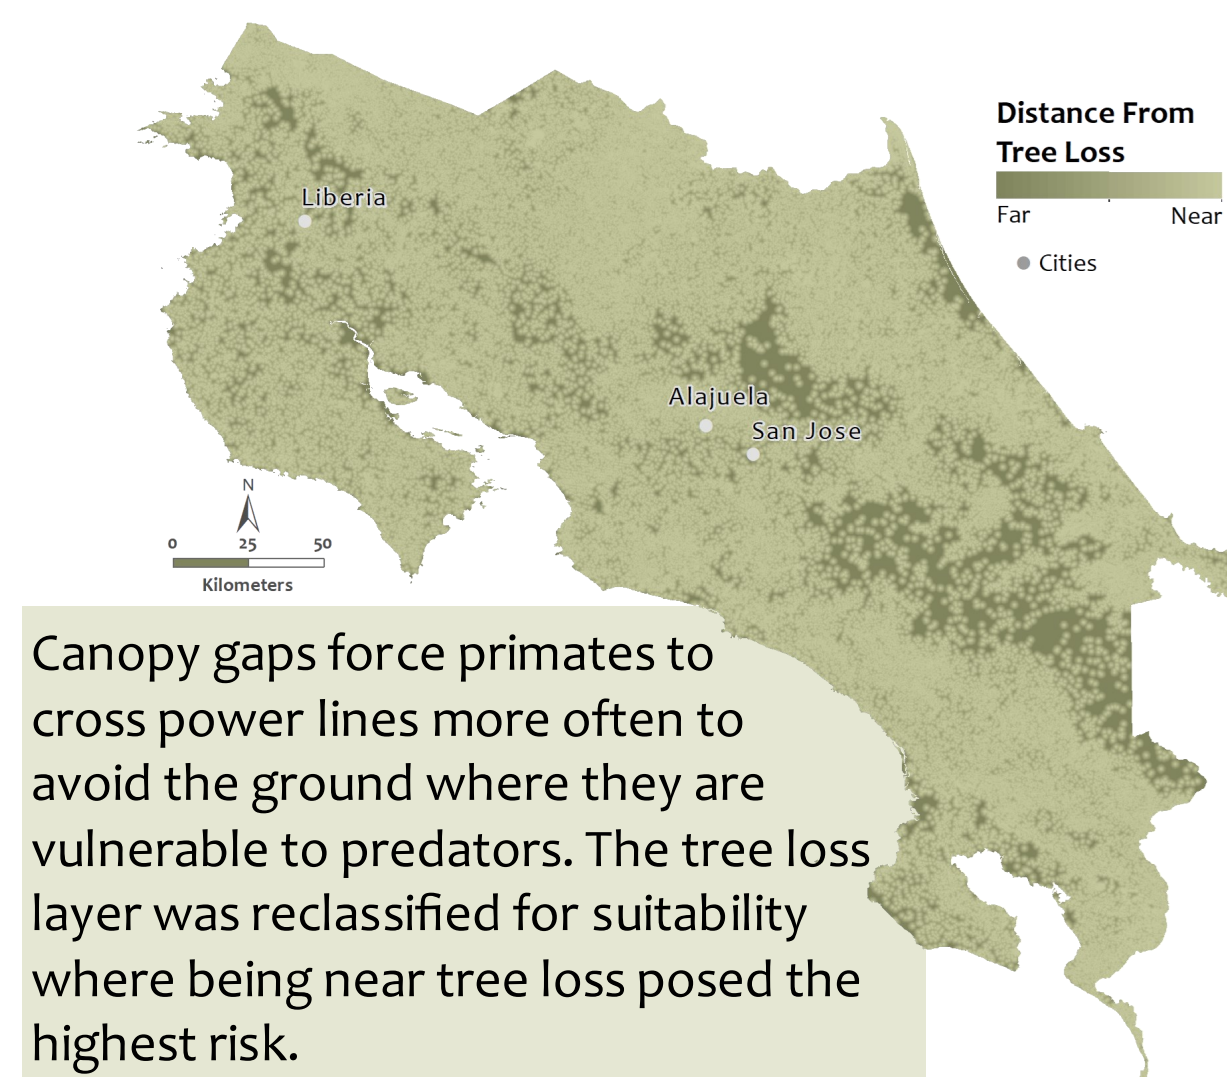 Distance From
Tree Loss
Far Near
Cities
Liberia
Alajuela
San Jose
N
0 25 50
Kilometers
Canopy gaps force primates to
cross power lines more often to
avoid the ground where they are
vulnerable to predators. The tree loss
layer was reclassified for suitability
where being near tree loss posed the
highest risk.